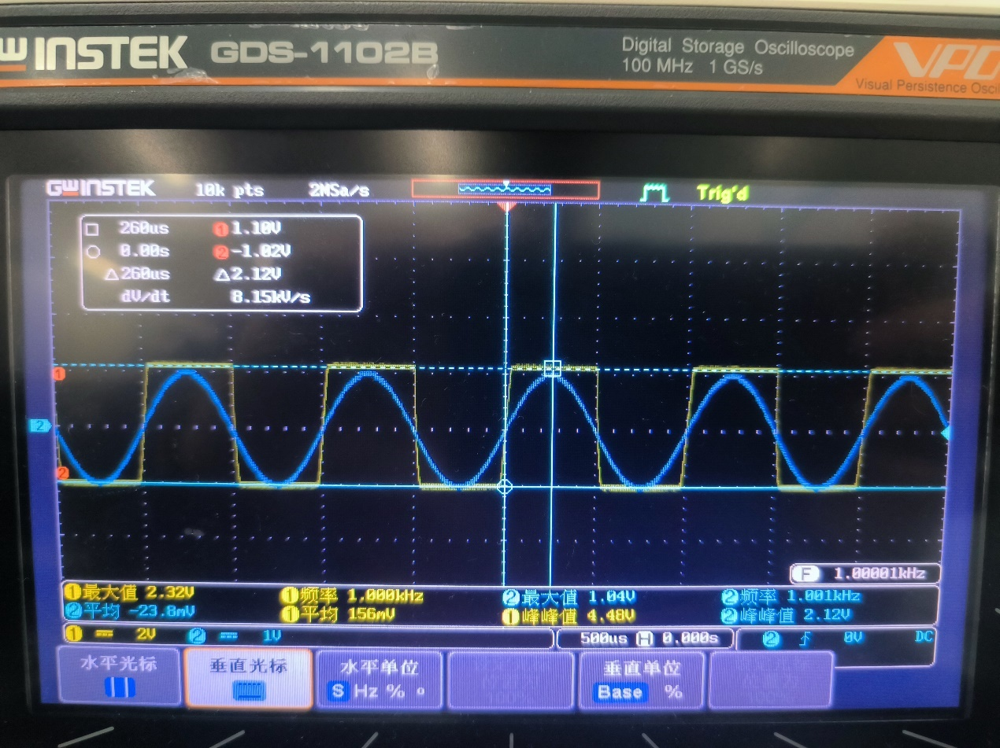 GWINSTEK GDS-1102B Digital Storage Oscilloscope
100 MHz 1 GS/s
Visual Persistence
GWINSTEK 10k pts 2MSa/s Trig'd
260us 1 1.10V
0.00s 2 -1.02V
△260us △2.12V
dV/dt 8.15kV/s
1
2
2
F 1.00001kHz
1最大值 2.32V 1频率 1.000kHz 2最大值 1.04V 2频率 1.001kHz
2平均 -23.8mV 1平均 156mV 1峰峰值 4.48V 2峰峰值 2.12V
1 2V 2 1V 500us H 0.000s 2 0V DC
水平光标 垂直光标 水平单位 垂直单位
S Hz % ° Base %